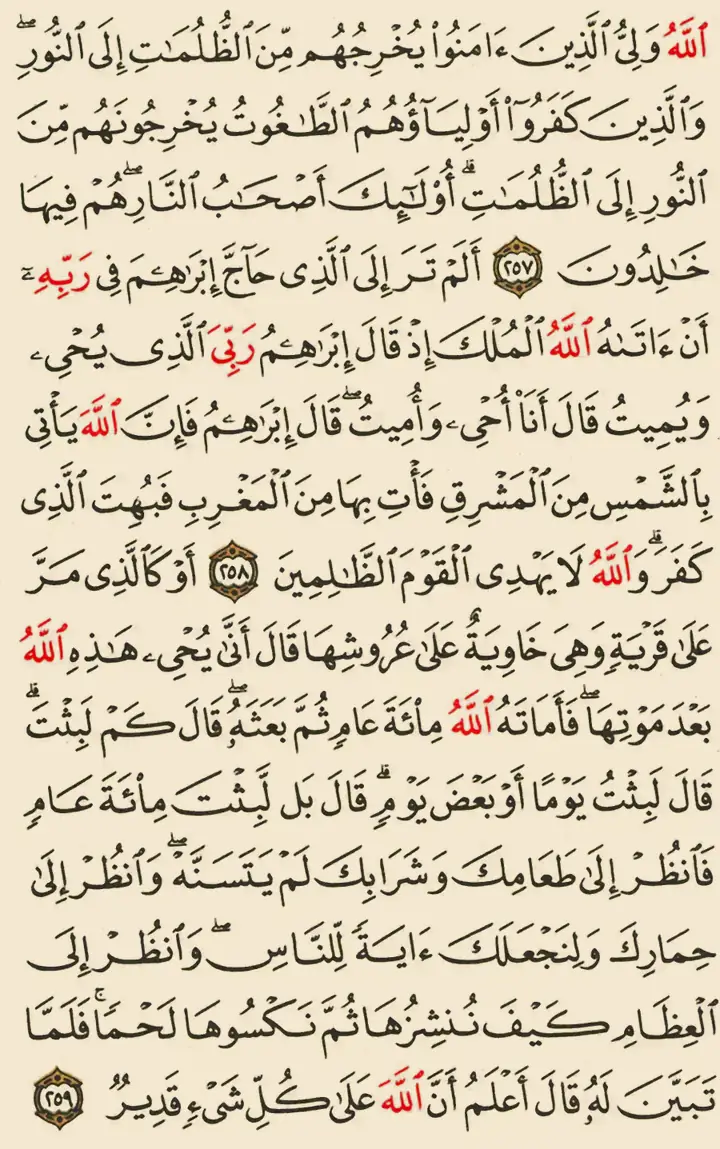 ٱللَّهُ وَلِيُّ ٱلَّذِينَ ءَامَنُواْ يُخْرِجُهُم مِّنَ ٱلظُّلُمَٰتِ إِلَى ٱلنُّورِۖ
وَٱلَّذِينَ كَفَرُوٓاْ أَوْلِيَآؤُهُمُ ٱلطَّٰغُوتُ يُخْرِجُونَهُم مِّنَ
ٱلنُّورِ إِلَى ٱلظُّلُمَٰتِۗ أُوْلَٰٓئِكَ أَصْحَٰبُ ٱلنَّارِۖ هُمْ فِيهَا
خَٰلِدُونَ ٢٥٧ أَلَمْ تَرَ إِلَى ٱلَّذِى حَآجَّ إِبْرَٰهِـۧمَ فِى رَبِّهِۦٓ
أَنْ ءَاتَىٰهُ ٱللَّهُ ٱلْمُلْكَ إِذْ قَالَ إِبْرَٰهِـۧمُ رَبِّىَ ٱلَّذِى يُحْىِۦ
وَيُمِيتُ قَالَ أَنَا۠ أُحْىِۦ وَأُمِيتُۖ قَالَ إِبْرَٰهِـۧمُ فَإِنَّ ٱللَّهَ يَأْتِى
بِٱلشَّمْسِ مِنَ ٱلْمَشْرِقِ فَأْتِ بِهَا مِنَ ٱلْمَغْرِبِ فَبُهِتَ ٱلَّذِى
كَفَرَۗ وَٱللَّهُ لَا يَهْدِى ٱلْقَوْمَ ٱلظَّٰلِمِينَ ٢٥٨ أَوْ كَٱلَّذِى مَرَّ
عَلَىٰ قَرْيَةٍ وَهِىَ خَاوِيَةٌ عَلَىٰ عُرُوشِهَا قَالَ أَنَّىٰ يُحْىِۦ هَٰذِهِ ٱللَّهُ
بَعْدَ مَوْتِهَاۖ فَأَمَاتَهُ ٱللَّهُ مِاْئَةَ عَامٍ ثُمَّ بَعَثَهُۥۖ قَالَ كَمْ لَبِثْتَۖ
قَالَ لَبِثْتُ يَوْمًا أَوْ بَعْضَ يَوْمٍۖ قَالَ بَل لَّبِثْتَ مِاْئَةَ عَامٍ
فَٱنظُرْ إِلَىٰ طَعَامِكَ وَشَرَابِكَ لَمْ يَتَسَنَّهْۖ وَٱنظُرْ إِلَىٰ
حِمَارِكَ وَلِنَجْعَلَكَ ءَايَةً لِّلنَّاسِۖ وَٱنظُرْ إِلَى
ٱلْعِظَامِ كَيْفَ نُنشِزُهَا ثُمَّ نَكْسُوهَا لَحْمًاۚ فَلَمَّا
تَبَيَّنَ لَهُۥ قَالَ أَعْلَمُ أَنَّ ٱللَّهَ عَلَىٰ كُلِّ شَىْءٍ قَدِيرٌ ٢٥٩